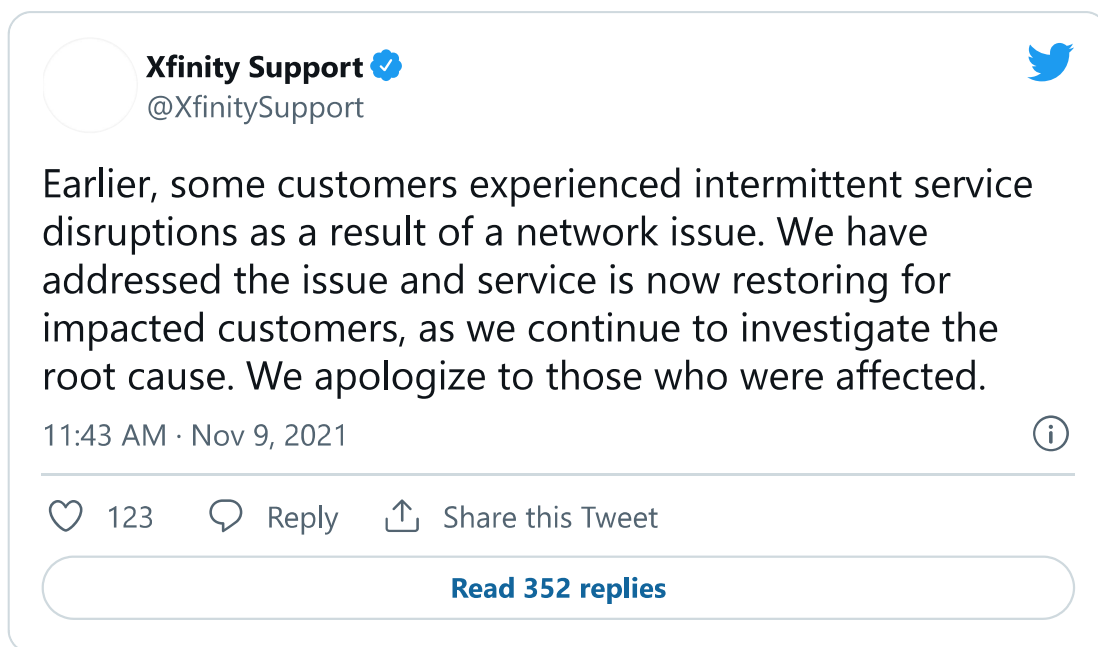 Xfinity Support
@XfinitySupport
Earlier, some customers experienced intermittent service
disruptions as a result of a network issue. We have
addressed the issue and service is now restoring for
impacted customers, as we continue to investigate the
root cause. We apologize to those who were affected.
11:43 AM · Nov 9, 2021
123 Reply Share this Tweet
Read 352 replies